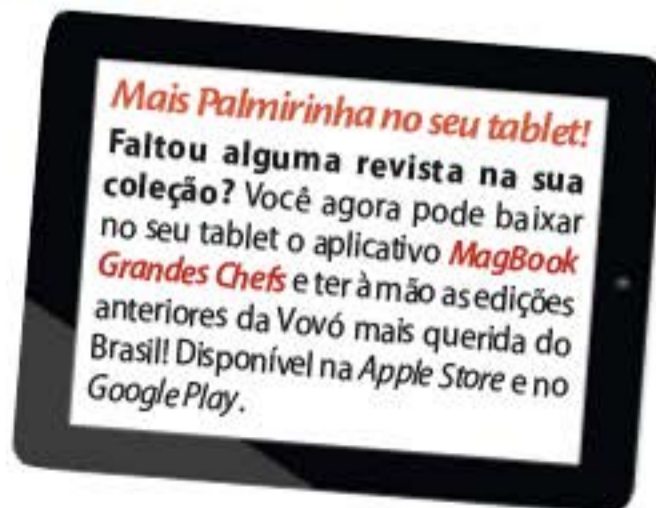 Mais Palmirinha no seu tablet!
Faltou alguma revista na sua
coleção? Você agora pode baixar
no seu tablet o aplicativo MagBook
Grandes Chefs e ter à mão as edições
anteriores da Vovó mais querida do
Brasil! Disponível na Apple Store e no
Google Play.